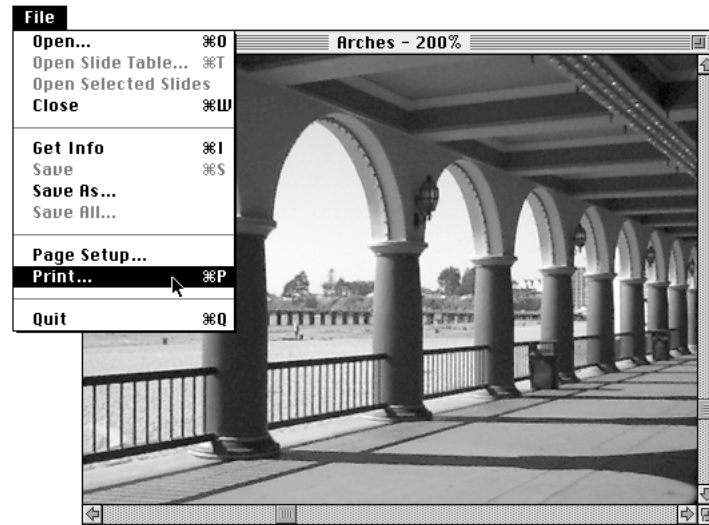 File
Arches – 200%
Open... ⌘O
Open Slide Table... ⌘T
Open Selected Slides
Close ⌘W
Get Info ⌘I
Save ⌘S
Save As...
Save All...
Page Setup...
Print... ⌘P
Quit ⌘Q